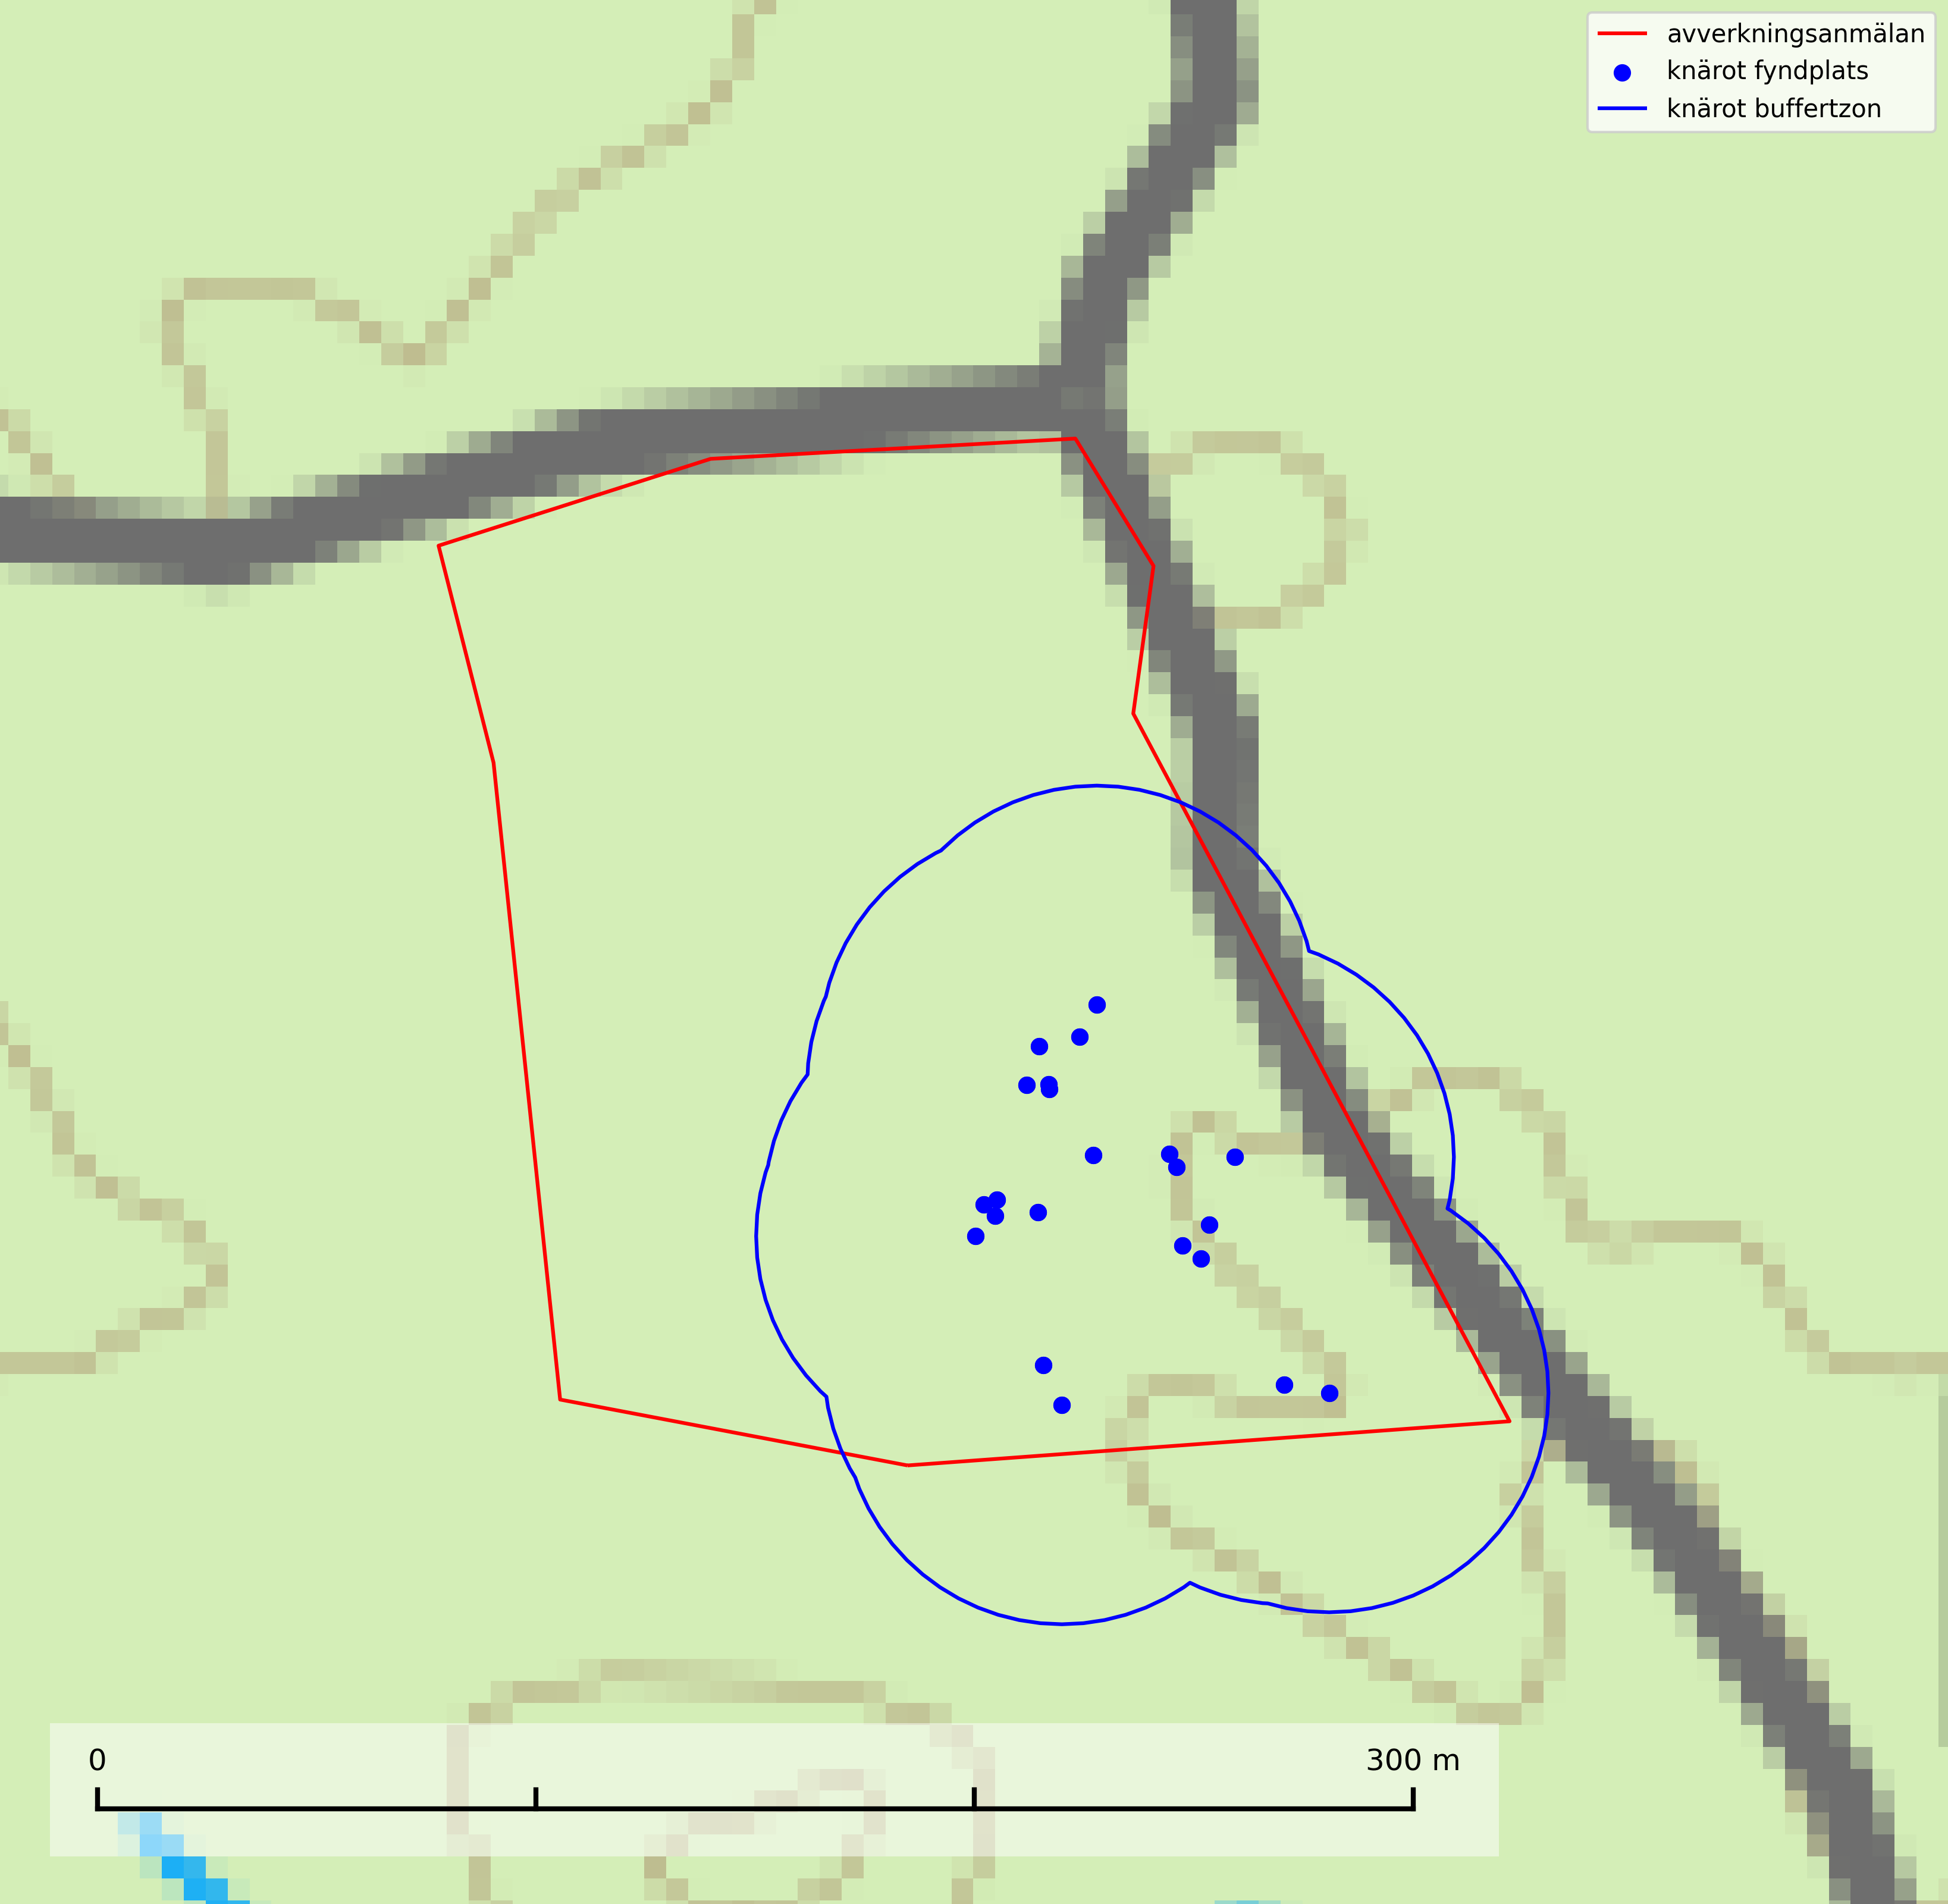 avverkningsanmälan
knärot fyndplats
knärot buffertzon
0
300 m